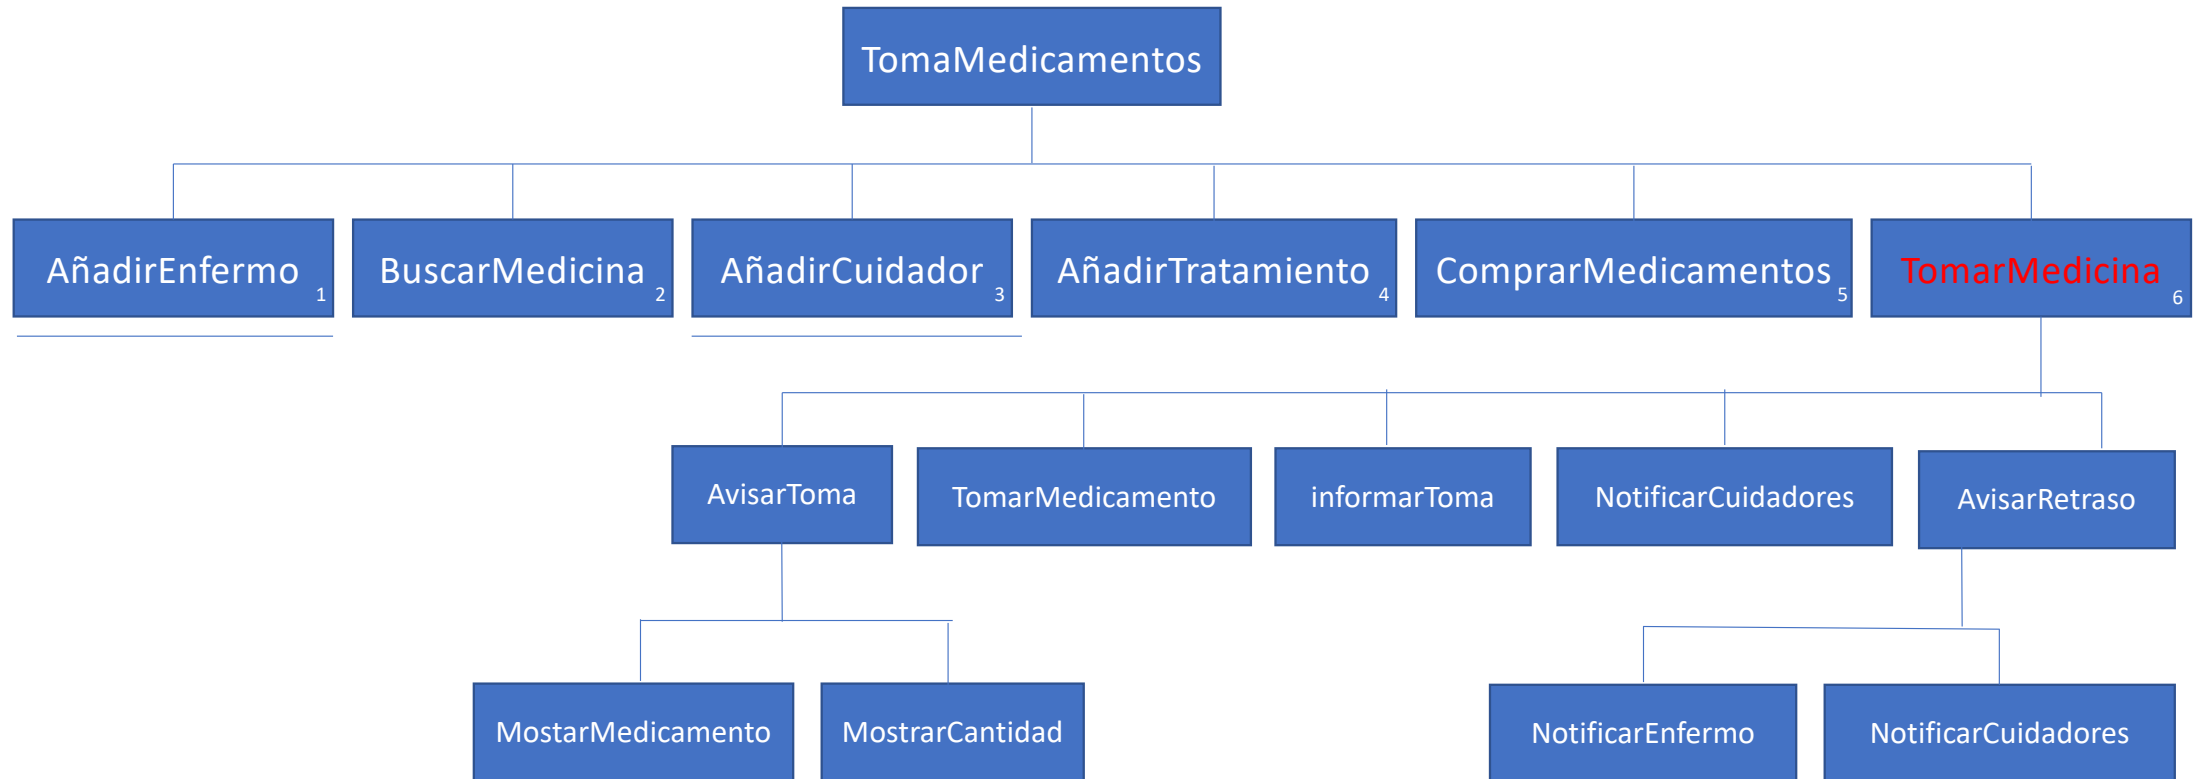 TomaMedicamentos
AñadirEnfermo 1
BuscarMedicina 2
AñadirCuidador 3
AñadirTratamiento 4
ComprarMedicamentos 5
TomarMedicina 6
AvisarToma
TomarMedicamento
informarToma
NotificarCuidadores
AvisarRetraso
MostarMedicamento
MostrarCantidad
NotificarEnfermo
NotificarCuidadores